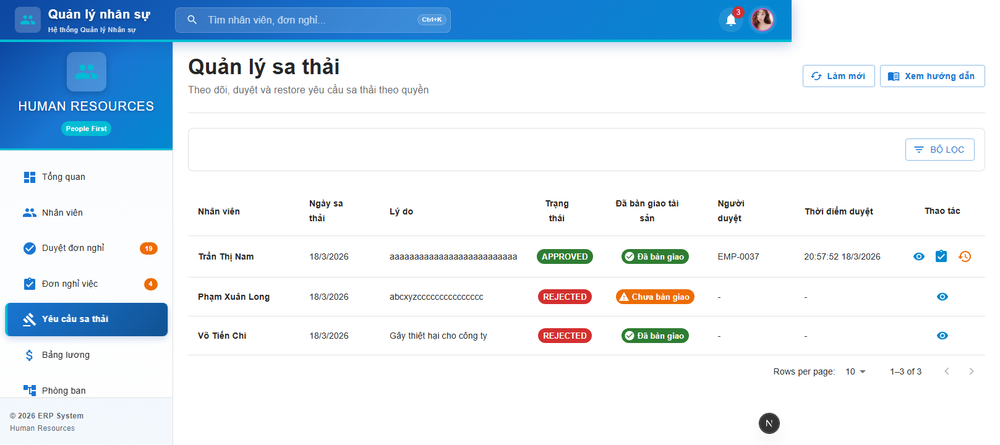 Quản lý nhân sự
Hệ thống Quản lý Nhân sự
Tìm nhân viên, đơn nghỉ...
Ctrl+K
3
HUMAN RESOURCES
People First
Tổng quan
Nhân viên
Duyệt đơn nghỉ
19
Đơn nghỉ việc
4
Yêu cầu sa thải
Bảng lương
Phòng ban
© 2026 ERP System
Human Resources
Quản lý sa thải
Theo dõi, duyệt và restore yêu cầu sa thải theo quyền
Làm mới
Xem hướng dẫn
BỘ LỌC
Nhân viên
Ngày sa thải
Lý do
Trạng thái
Đã bàn giao tài sản
Người duyệt
Thời điểm duyệt
Thao tác
Trần Thị Nam
18/3/2026
aaaaaaaaaaaaaaaaaaaaaaaaaa
APPROVED
Đã bàn giao
EMP-0037
20:57:52 18/3/2026
Phạm Xuân Long
18/3/2026
abcxyzccccccccccccccc
REJECTED
Chưa bàn giao
-
-
Võ Tiến Chi
18/3/2026
Gây thiệt hại cho công ty
REJECTED
Đã bàn giao
-
-
Rows per page:
10
1–3 of 3
N